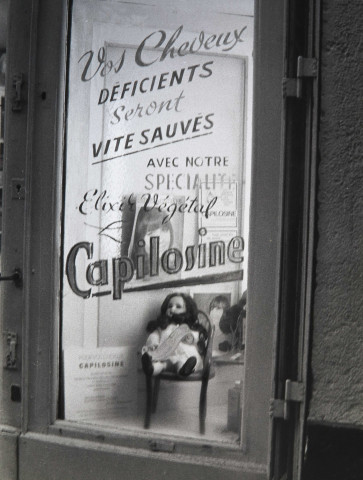 Vos Cheveux
DÉFICIENTS
Seront
VITE SAUVÉS
AVEC NOTRE
SPÉCIALITÉ
Elixir Végétal
Capilosine
CAPILOSINE